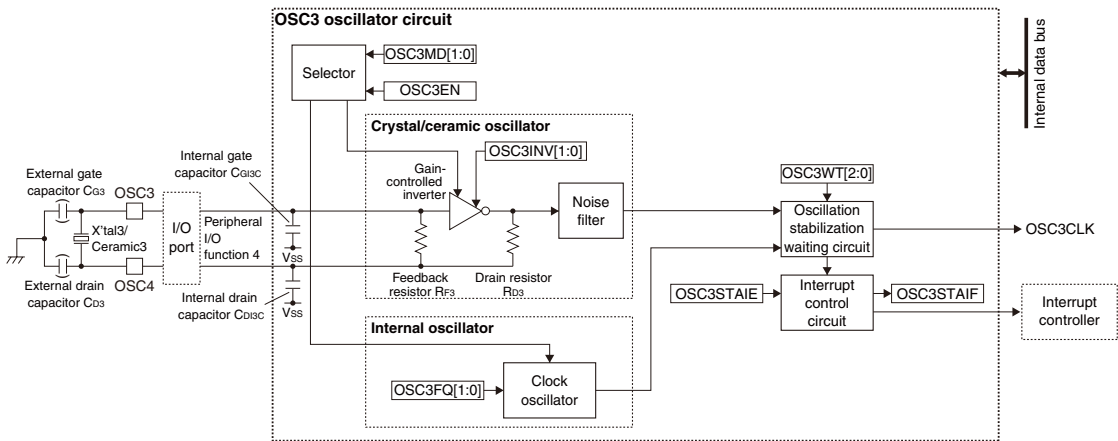 OSC3 oscillator circuit
Internal data bus
Selector
OSC3MD[1:0]
OSC3EN
Crystal/ceramic oscillator
OSC3INV[1:0]
Gain-
controlled
inverter
Noise
filter
Feedback
resistor RF3
Drain resistor
RD3
External gate
capacitor CG3
OSC3
X'tal3/
Ceramic3
External drain
capacitor CD3
OSC4
I/O
port
Peripheral
I/O
function 4
Internal gate
capacitor CGI3C
VSS
Internal drain
capacitor CDI3C
VSS
OSC3WT[2:0]
Oscillation
stabilization
waiting circuit
OSC3CLK
OSC3STAIE
Interrupt
control
circuit
OSC3STAIF
Interrupt
controller
Internal oscillator
OSC3FQ[1:0]
Clock
oscillator